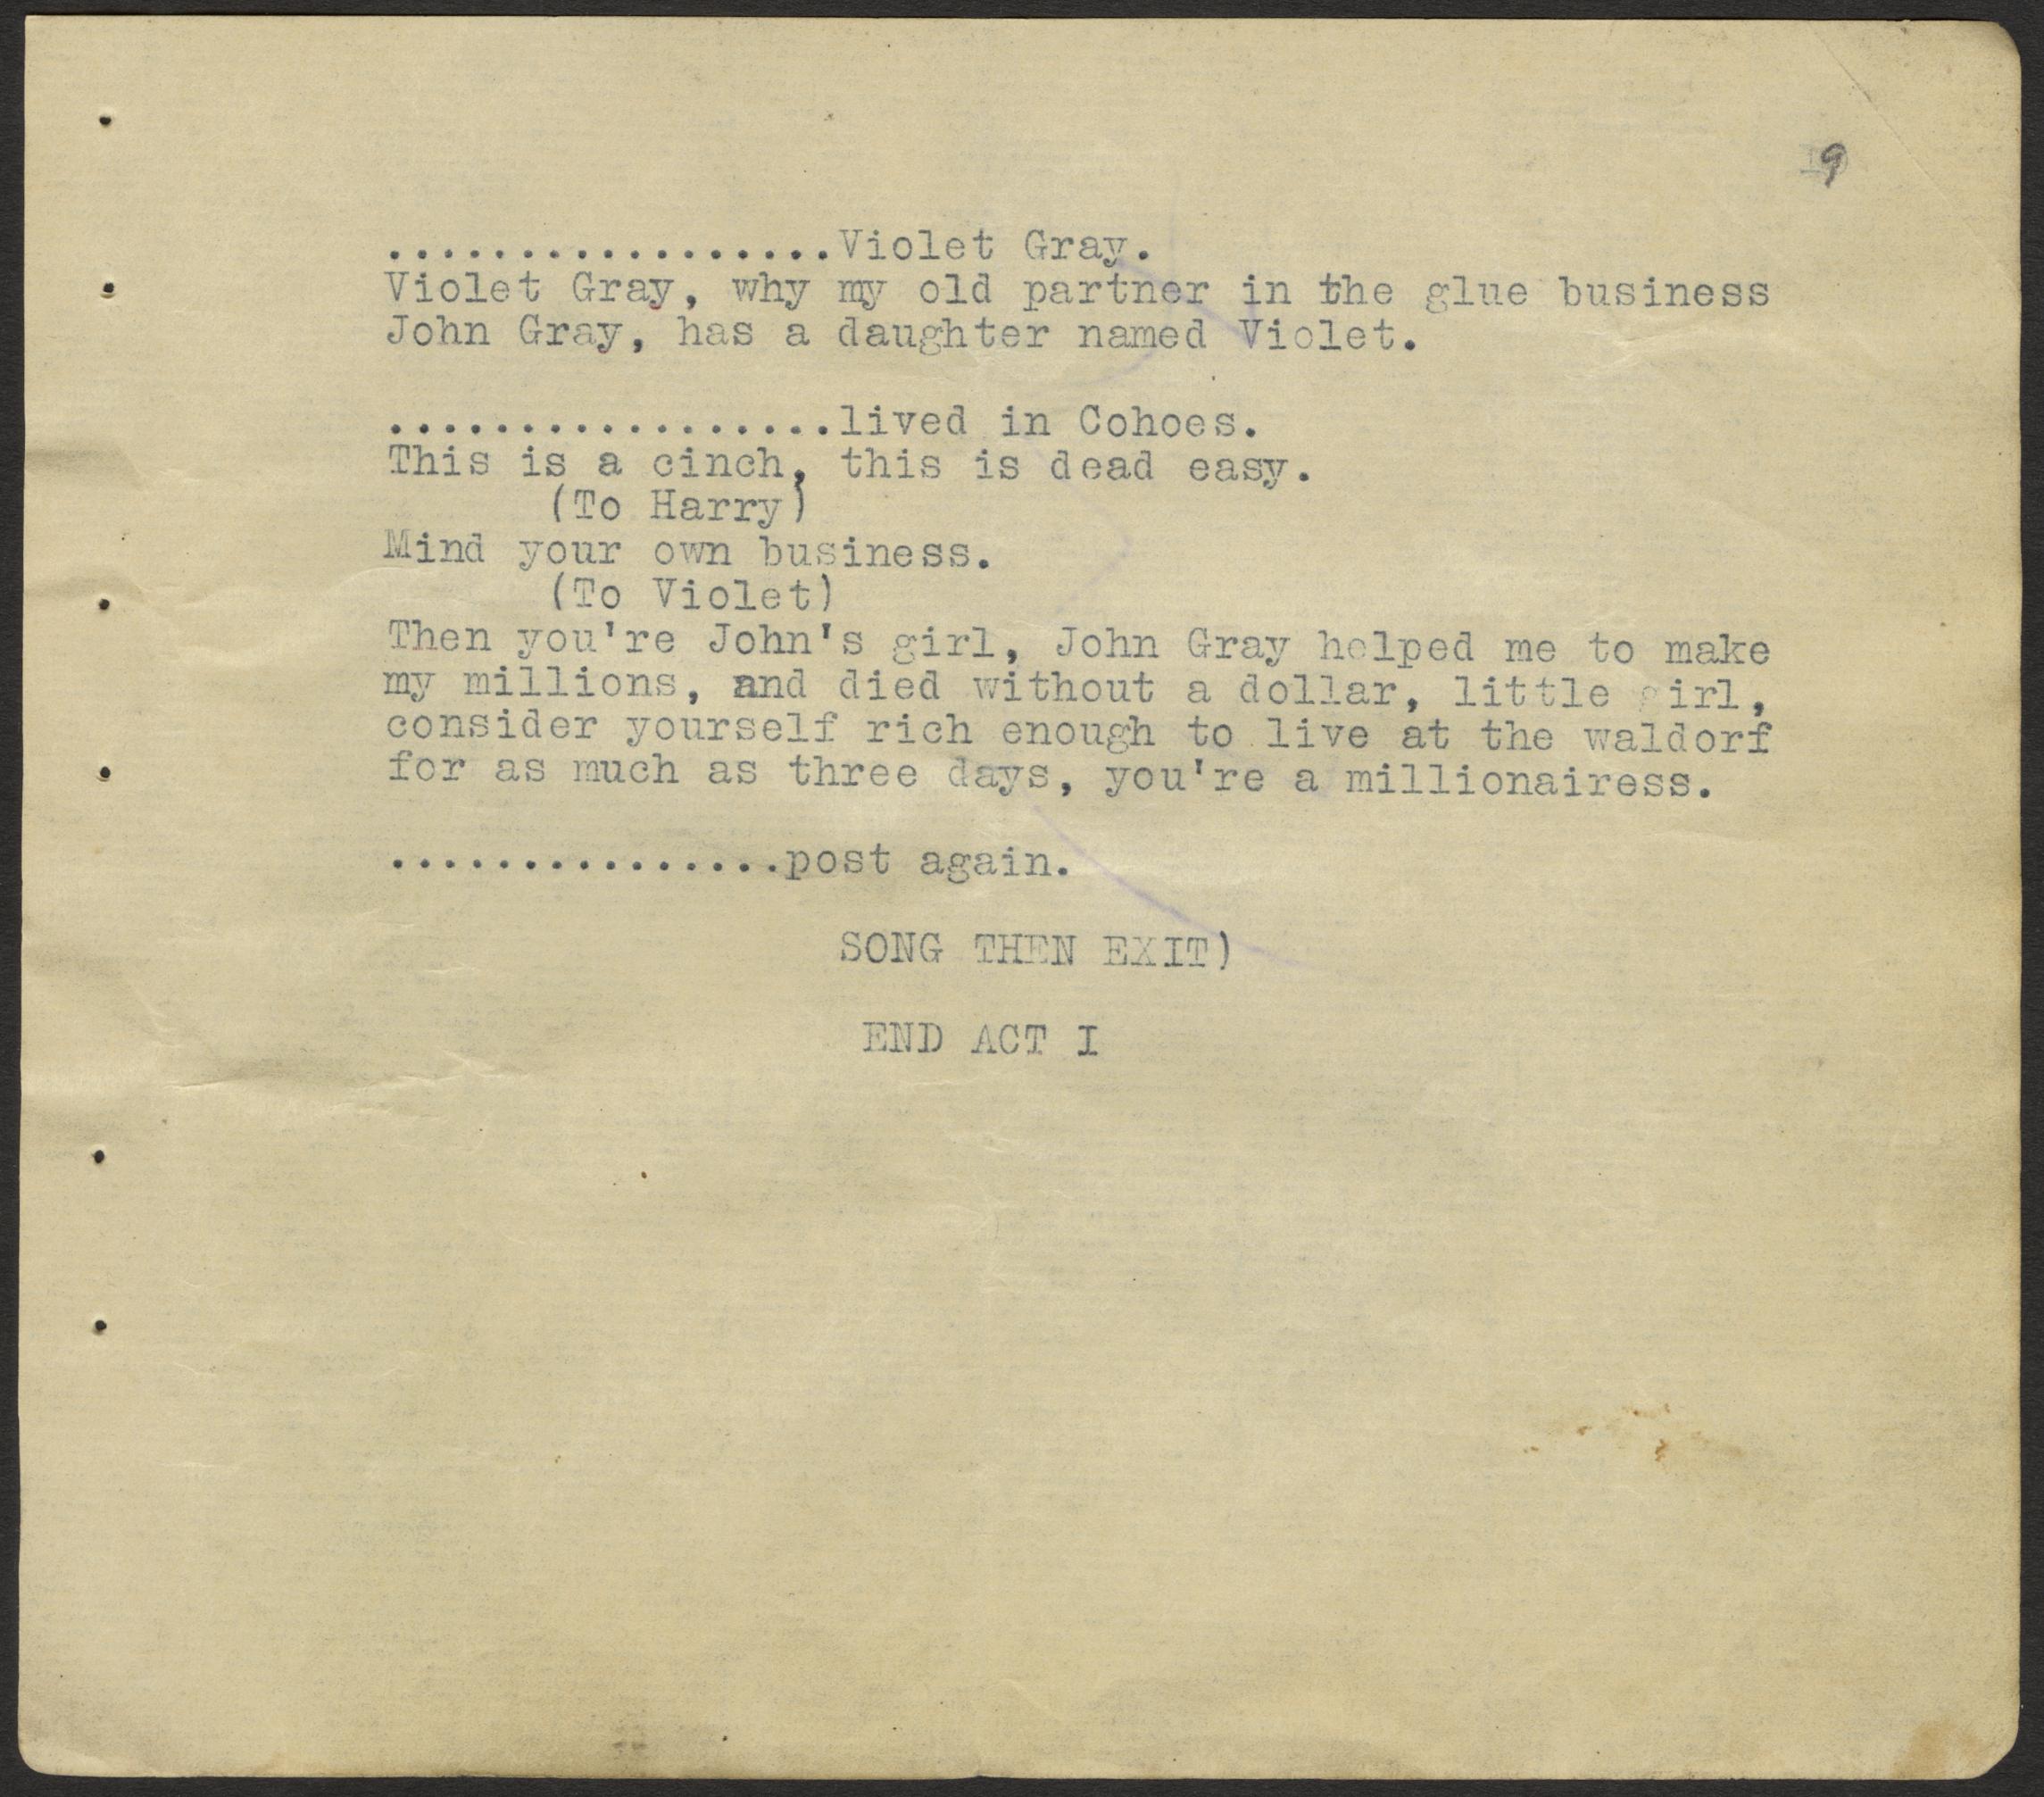 9
.................Violet Gray.
Violet Gray, why my old partner in the glue business
John Gray, has a daughter named Violet.
.................lived in Cohoes.
This is a cinch, this is dead easy.
(To Harry)
Mind your own business.
(To Violet)
Then you're John's girl, John Gray helped me to make
my millions, and died without a dollar, little girl,
consider yourself rich enough to live at the waldorf
for as much as three days, you're a millionairess.
...............post again.
SONG THEN EXIT)
END ACT I